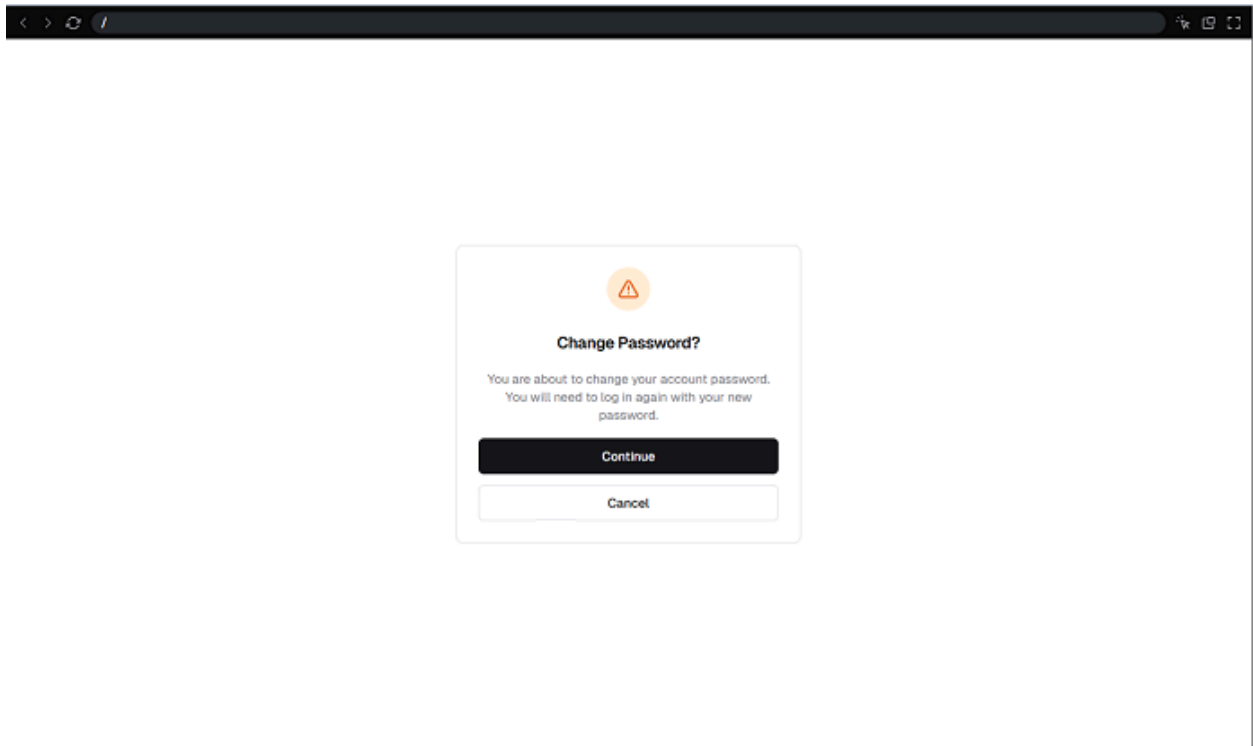 /
Change Password?
You are about to change your account password.
You will need to log in again with your new
password.
Continue
Cancel